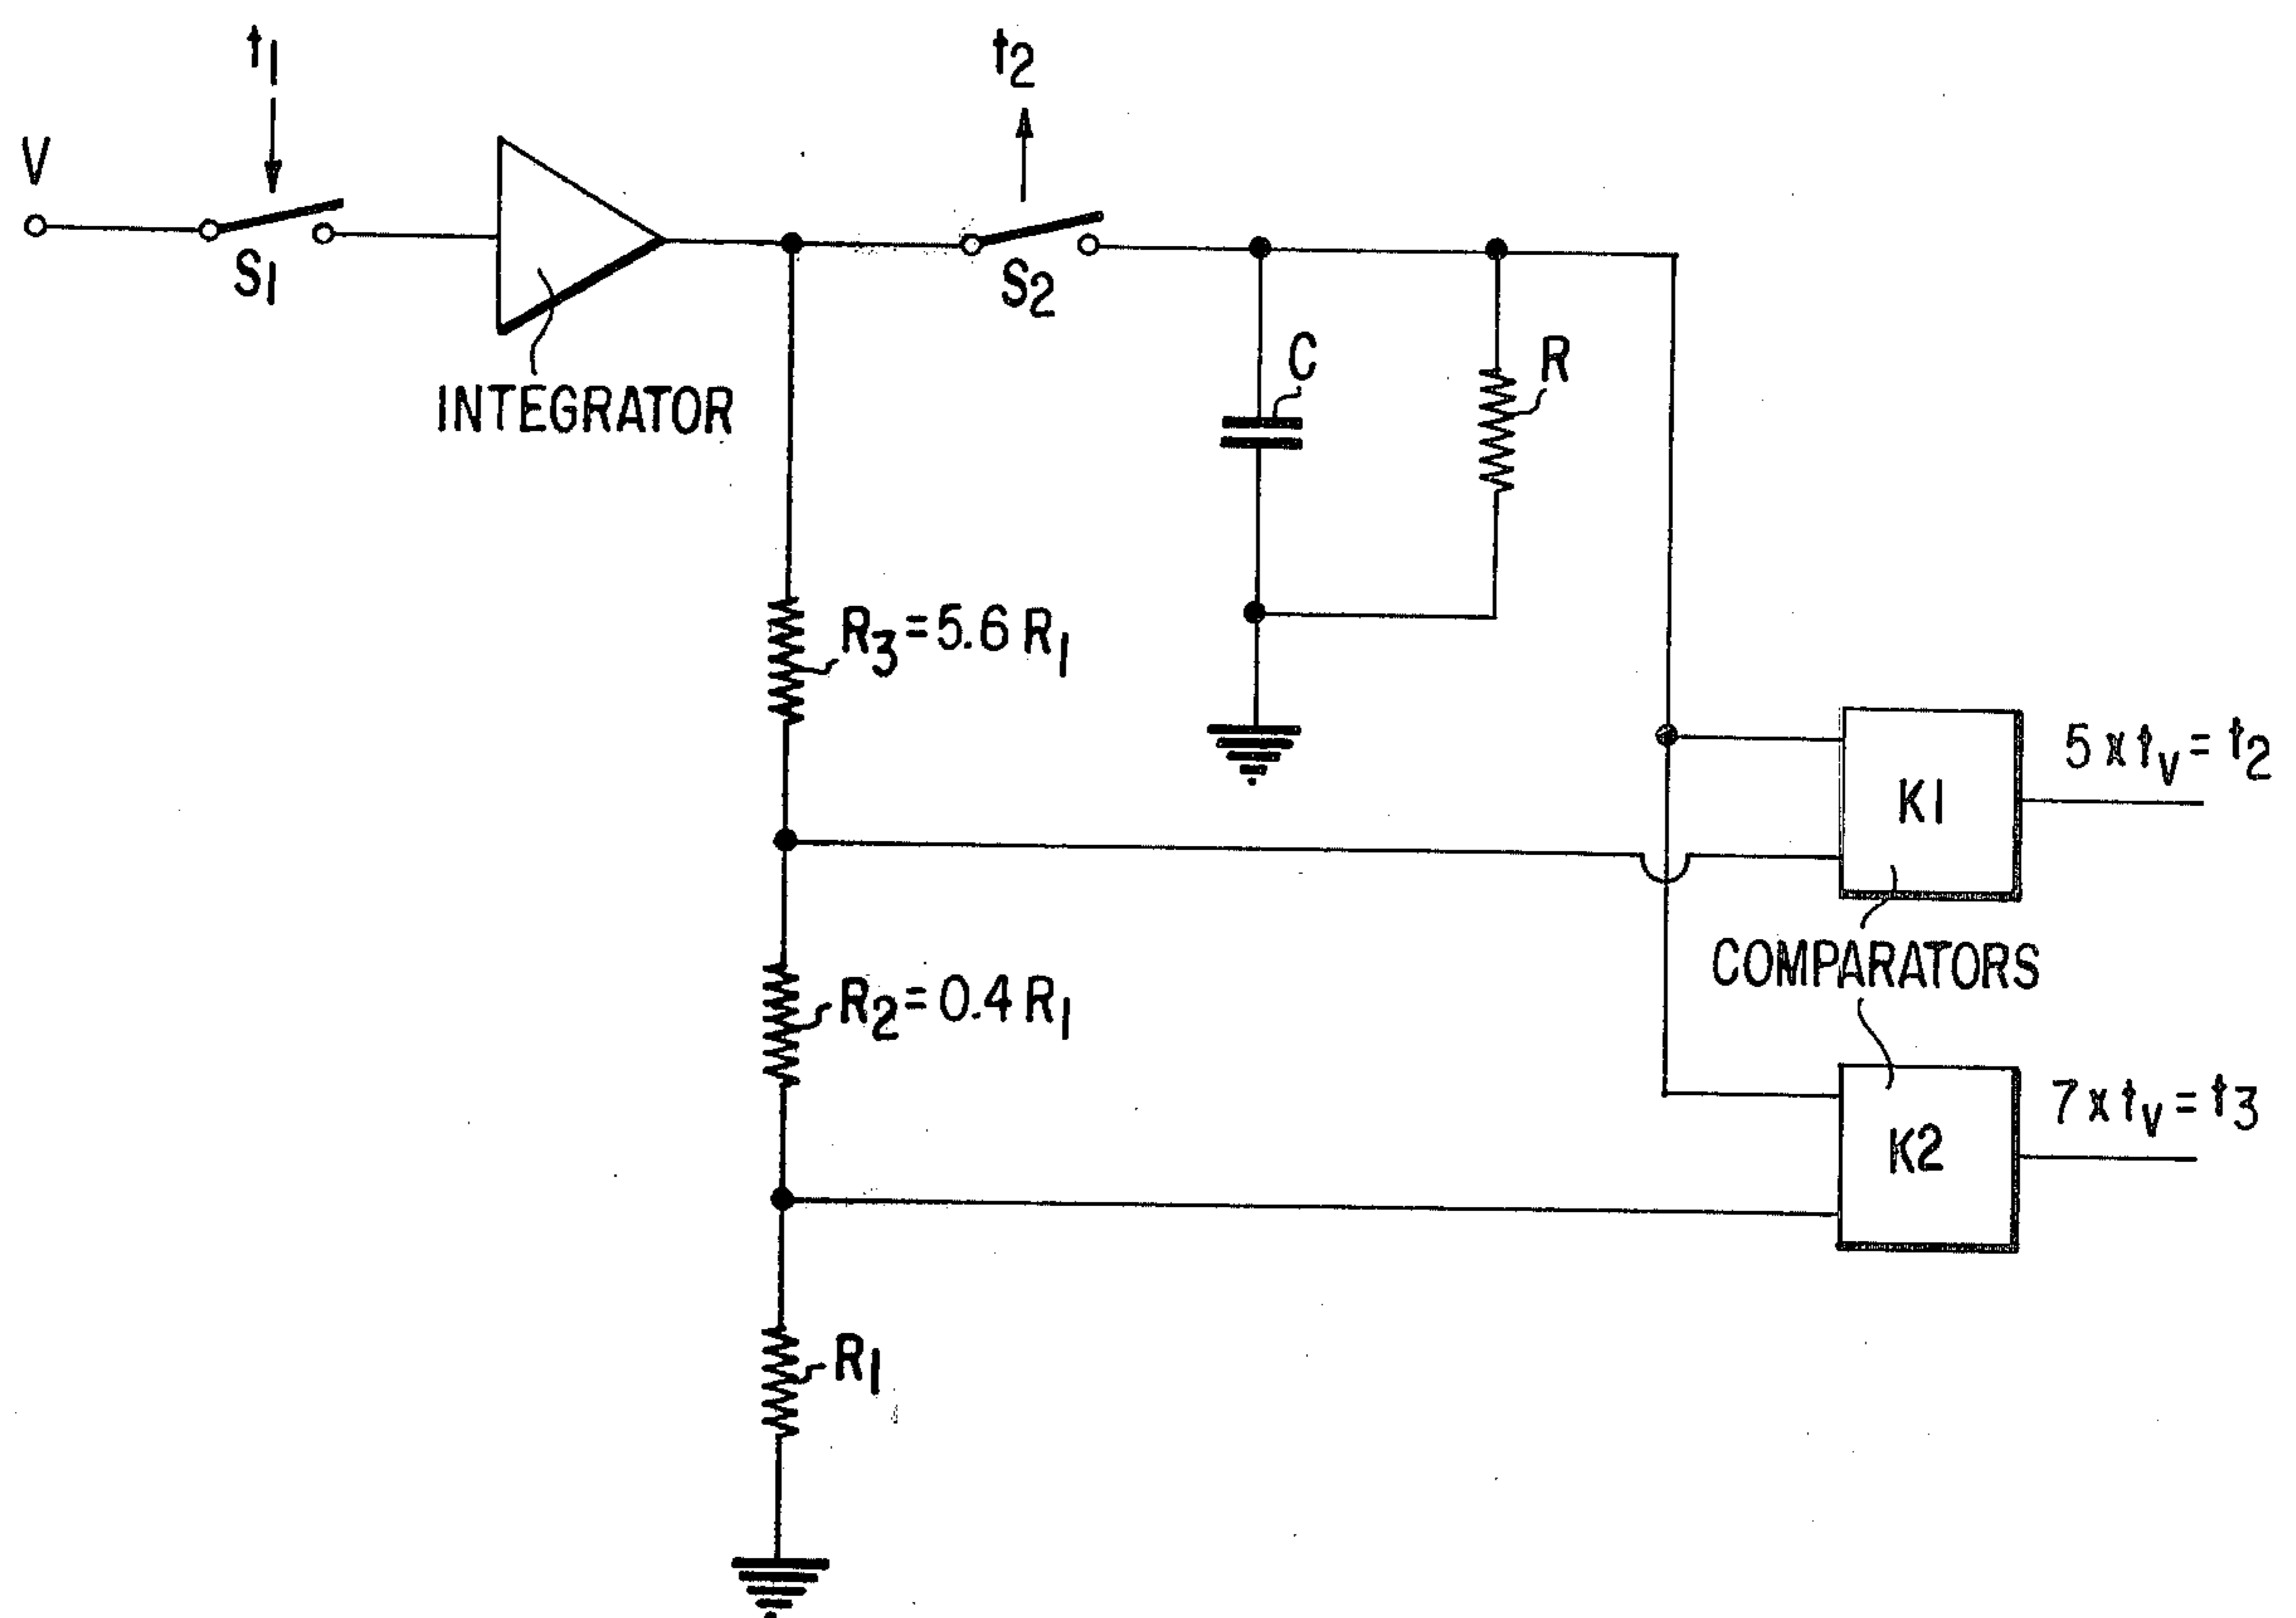 t1
t2
V
S1
S2
INTEGRATOR
C
R
R3 = 5.6 R1
K1
5 x tv = t2
COMPARATORS
R2 = 0.4 R1
K2
7 x tv = t3
R1